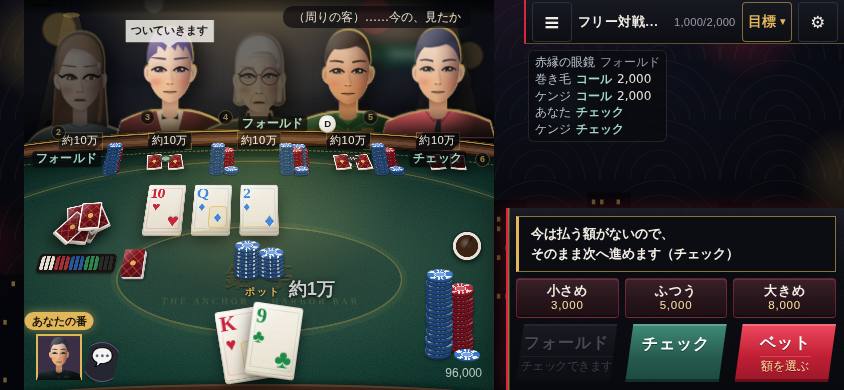 (周りの客)……今の、見たか
ついていきます
フリー対戦…
1,000/2,000
目標▼
赤縁の眼鏡 フォールド
巻き毛 コール 2,000
ケンジ コール 2,000
あなた チェック
ケンジ チェック
2
3
4
5
6
D
フォールド
約10万
約10万
約10万
約10万
約10万
フォールド
チェック
10
Q
2
ポット 約1万
THE ANCHOR HARBOR BAR
K
9
あなたの番
96,000
今は払う額がないので、
そのまま次へ進めます(チェック)
小さめ
3,000
ふつう
5,000
大きめ
8,000
フォールド
チェックできます
チェック
ベット
額を選ぶ